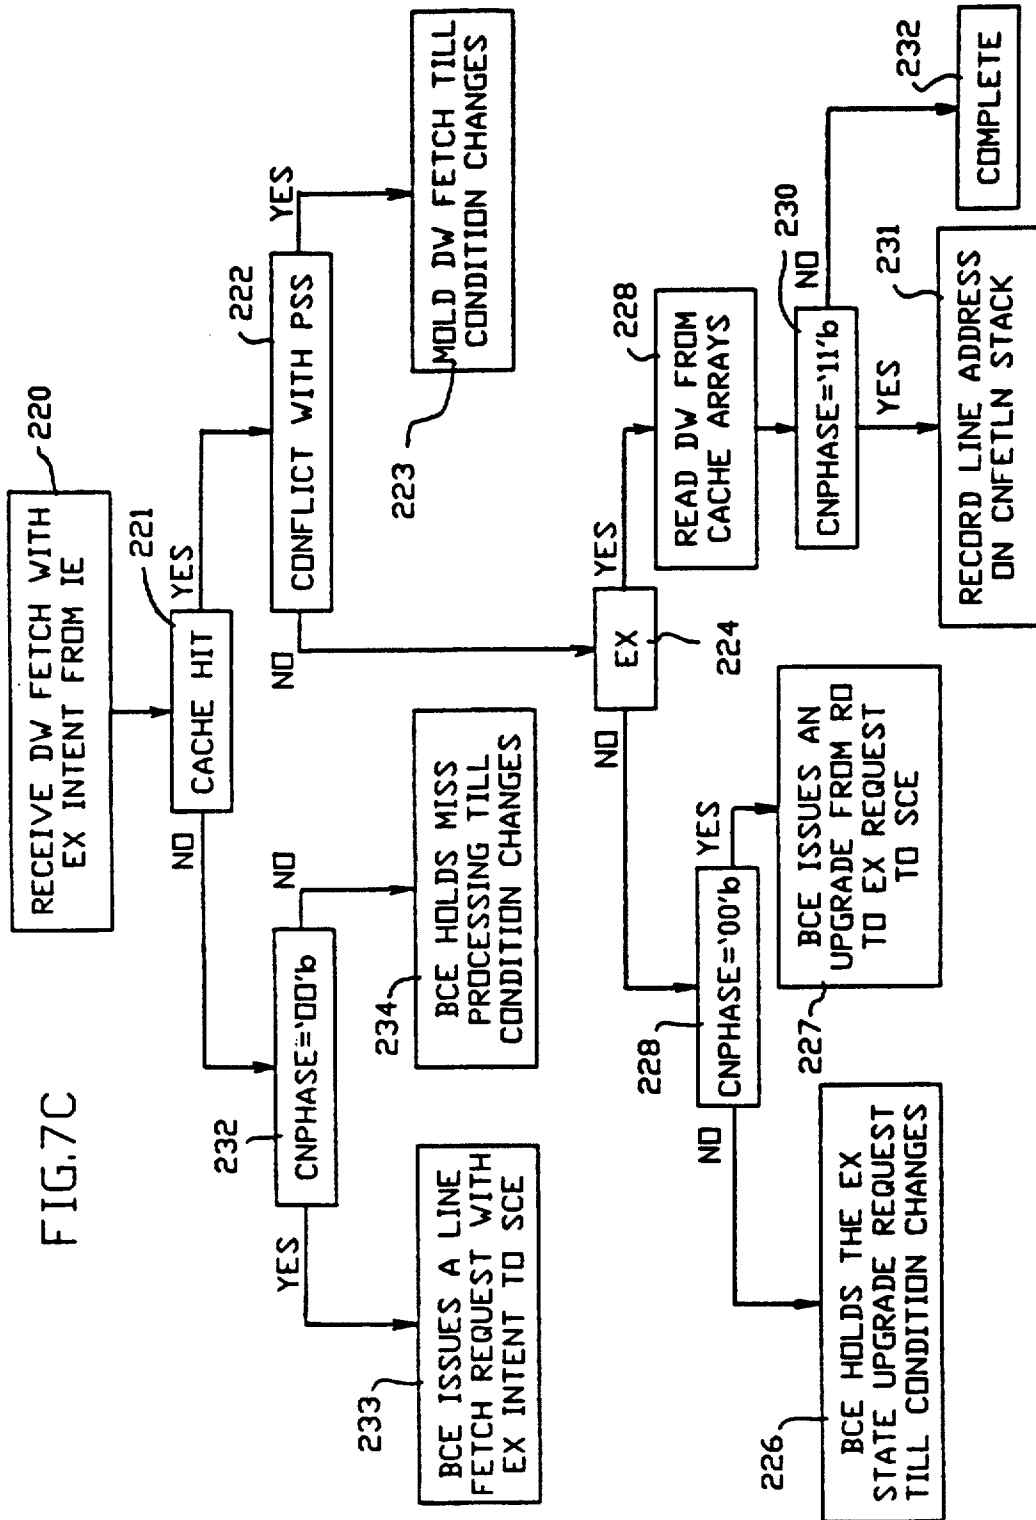 FIG.7C
RECEIVE DW FETCH WITH
EX INTENT FROM IE
220
CACHE HIT
221
NO
YES
CNPHASE='00'b
232
YES
NO
BCE ISSUES A LINE
FETCH REQUEST WITH
EX INTENT TO SCE
233
BCE HOLDS MISS
PROCESSING TILL
CONDITION CHANGES
234
CONFLICT WITH PSS
222
NO
YES
MOLD DW FETCH TILL
CONDITION CHANGES
223
EX
224
NO
YES
CNPHASE='00'b
228
NO
YES
BCE HOLDS THE EX
STATE UPGRADE REQUEST
TILL CONDITION CHANGES
226
BCE ISSUES AN
UPGRADE FROM RO
TO EX REQUEST
TO SCE
227
READ DW FROM
CACHE ARRAYS
228
CNPHASE='11'b
230
YES
NO
RECORD LINE ADDRESS
ON CNFETLN STACK
231
COMPLETE
232